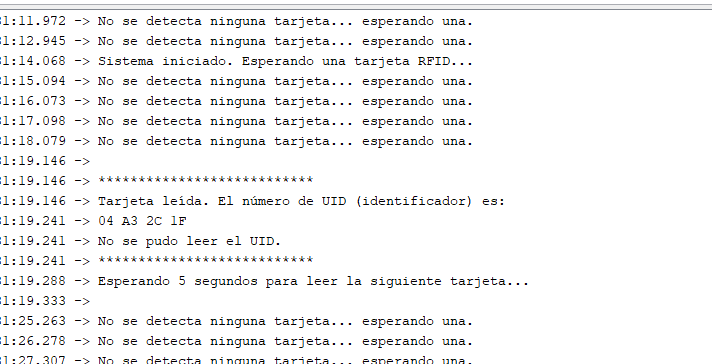 31:11.972 -> No se detecta ninguna tarjeta... esperando una.
31:12.945 -> No se detecta ninguna tarjeta... esperando una.
31:14.068 -> Sistema iniciado. Esperando una tarjeta RFID...
31:15.094 -> No se detecta ninguna tarjeta... esperando una.
31:16.073 -> No se detecta ninguna tarjeta... esperando una.
31:17.098 -> No se detecta ninguna tarjeta... esperando una.
31:18.079 -> No se detecta ninguna tarjeta... esperando una.
31:19.146 ->
31:19.146 -> ***************************
31:19.146 -> Tarjeta leída. El número de UID (identificador) es:
31:19.241 -> 04 A3 2C 1F
31:19.241 -> No se pudo leer el UID.
31:19.241 -> ***************************
31:19.288 -> Esperando 5 segundos para leer la siguiente tarjeta...
31:19.333 ->
31:25.263 -> No se detecta ninguna tarjeta... esperando una.
31:26.278 -> No se detecta ninguna tarjeta... esperando una.
31:27.307 -> No se detecta ninguna tarjeta... esperando una.